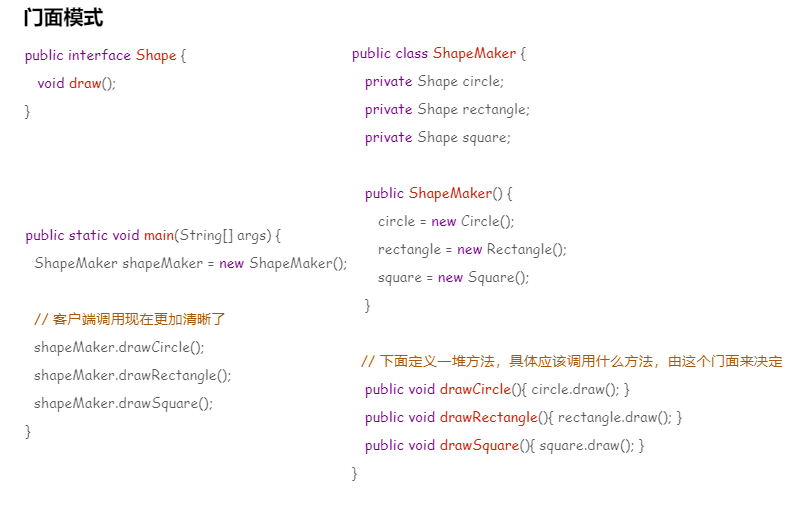 门面模式
public interface Shape {
void draw();
}
public static void main(String[] args) {
ShapeMaker shapeMaker = new ShapeMaker();
// 客户端调用现在更加清晰了
shapeMaker.drawCircle();
shapeMaker.drawRectangle();
shapeMaker.drawSquare();
}
public class ShapeMaker {
private Shape circle;
private Shape rectangle;
private Shape square;
public ShapeMaker() {
circle = new Circle();
rectangle = new Rectangle();
square = new Square();
}
// 下面定义一堆方法，具体应该调用什么方法，由这个门面来决定
public void drawCircle(){ circle.draw(); }
public void drawRectangle(){ rectangle.draw(); }
public void drawSquare(){ square.draw(); }
}